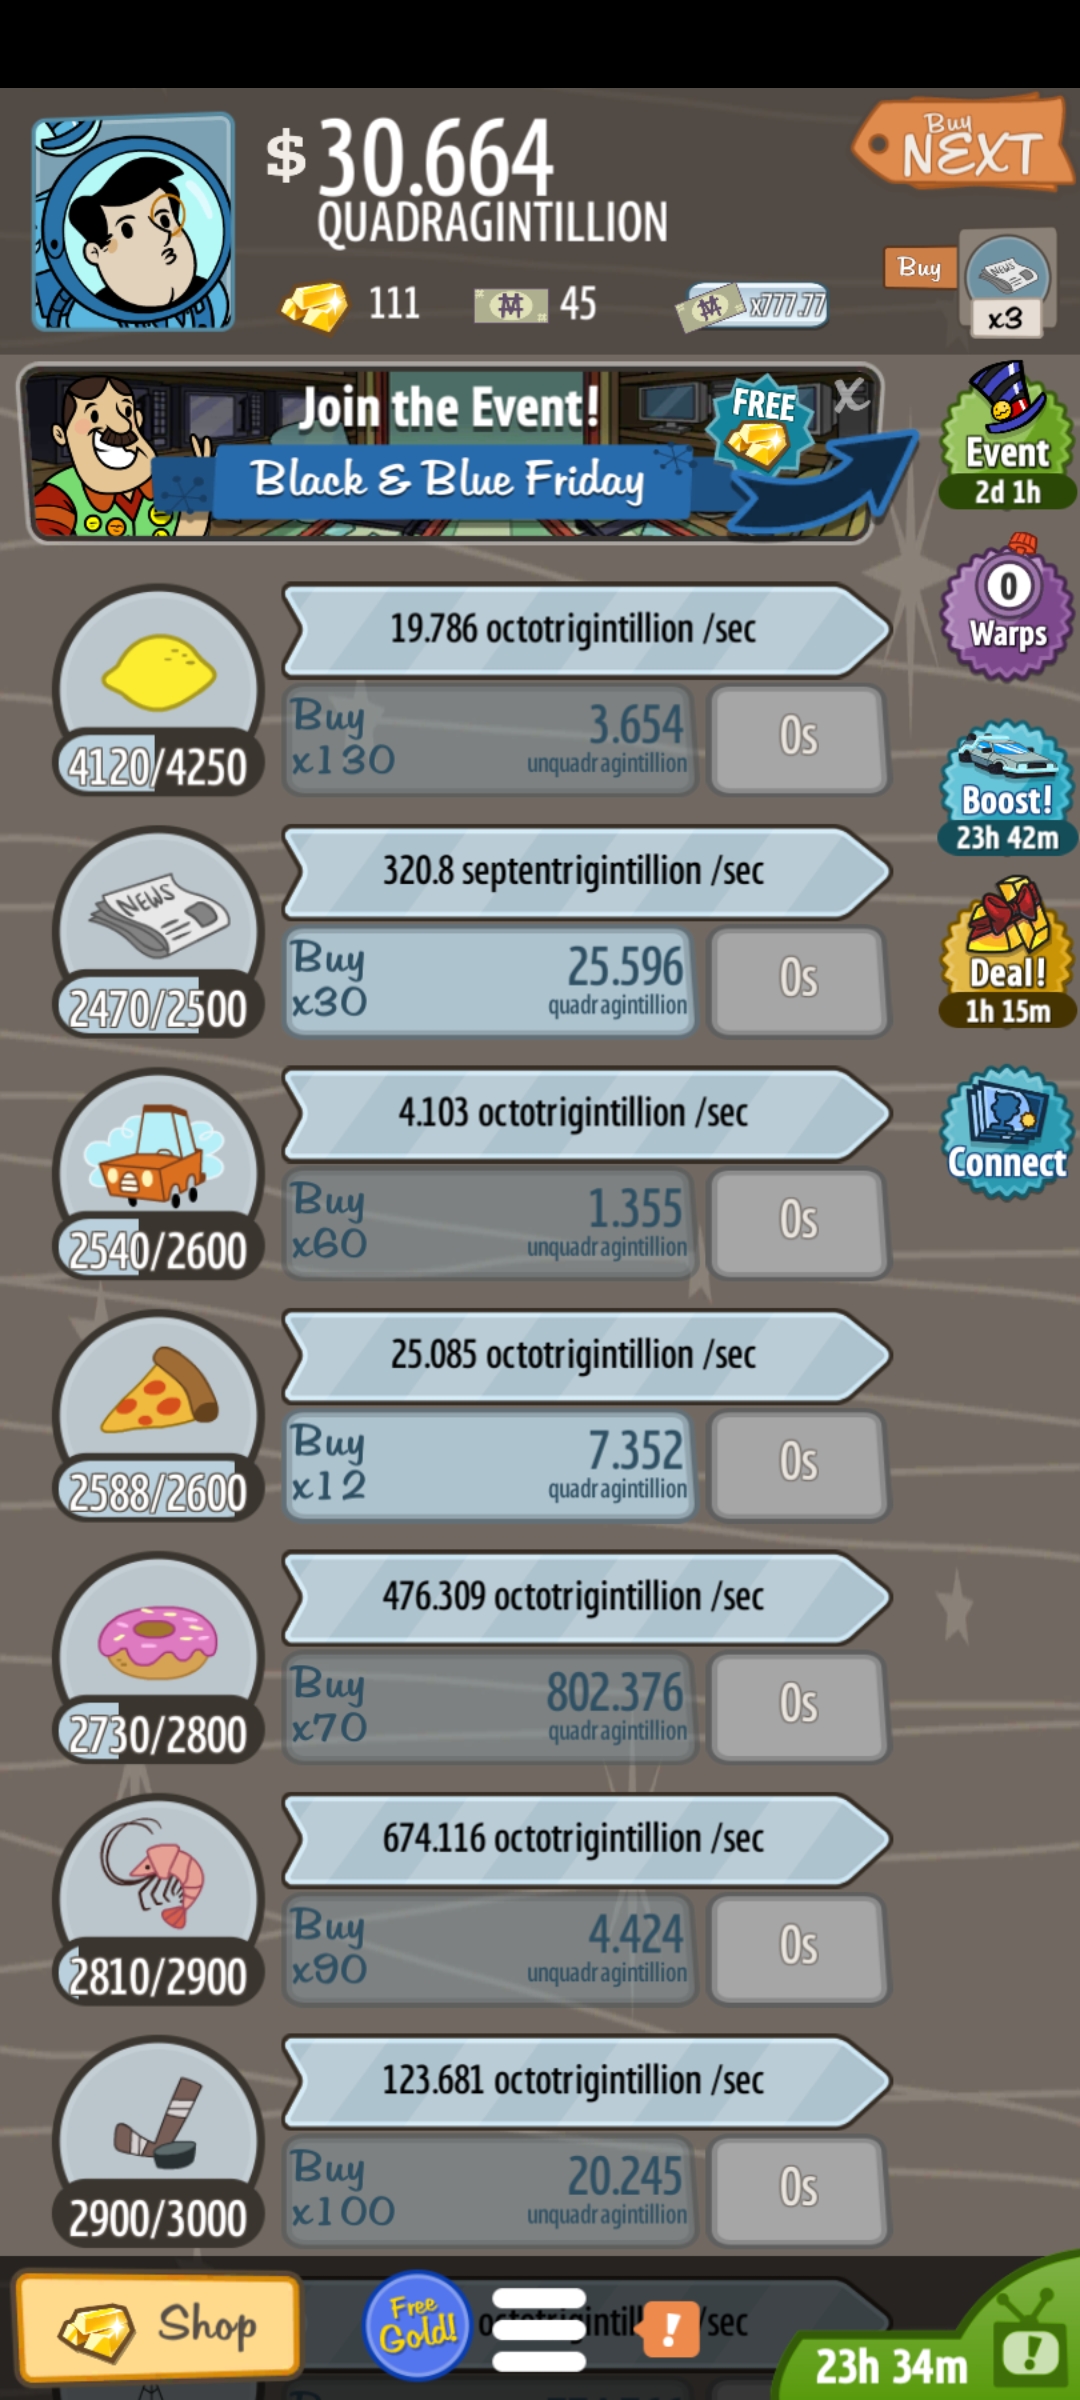 $ 30.664
QUADRAGINTILLION
Buy
NEXT
111
45
x777.77
Buy
NEWS
x3
Join the Event!
FREE
X
Black & Blue Friday
Event
2d 1h
0
Warps
Boost!
23h 42m
Deal!
1h 15m
Connect
19.786 octotrigintillion /sec
4120/4250
Buy
x130
3.654
unquadragintillion
0s
NEWS
320.8 septentrigintillion /sec
2470/2500
Buy
x30
25.596
quadragintillion
0s
4.103 octotrigintillion /sec
2540/2600
Buy
x60
1.355
unquadragintillion
0s
25.085 octotrigintillion /sec
2588/2600
Buy
x12
7.352
quadragintillion
0s
476.309 octotrigintillion /sec
2730/2800
Buy
x70
802.376
quadragintillion
0s
674.116 octotrigintillion /sec
2810/2900
Buy
x90
4.424
unquadragintillion
0s
123.681 octotrigintillion /sec
2900/3000
Buy
x100
20.245
unquadragintillion
0s
Shop
Free
Gold!
!
/sec
23h 34m
!